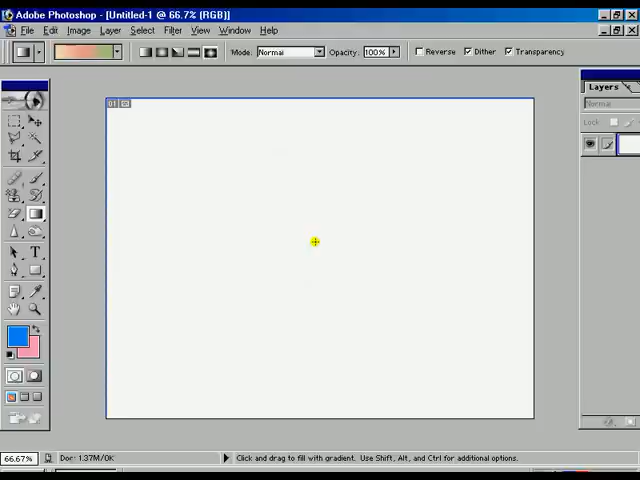 Adobe Photoshop - [Untitled-1 @ 66.7% (RGB)]
File Edit Image Layer Select Filter View Window Help
Mode: Normal Opacity: 100% Reverse Dither Transparency
Layers
Normal
Lock:
01
T
66.67% Doc: 1.37M/0K Click and drag to fill with gradient. Use Shift, Alt, and Ctrl for additional options.